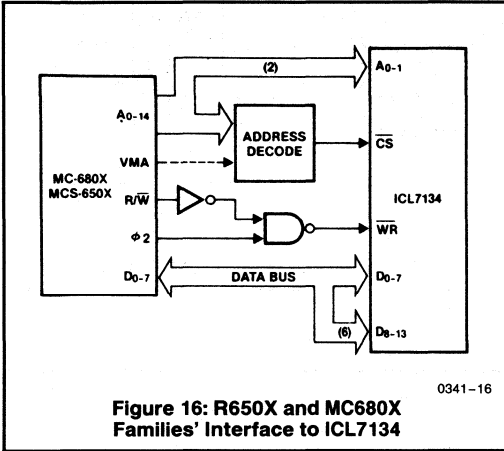 (2)
A0-1
A0-14
ADDRESS
DECODE
CS
VMA
MC-680X
MCS-650X
ICL7134
R/W
WR
ϕ 2
D0-7
DATA BUS
D0-7
(6)
D8-13
0341-16
Figure 16: R650X and MC680X
Families' Interface to ICL7134